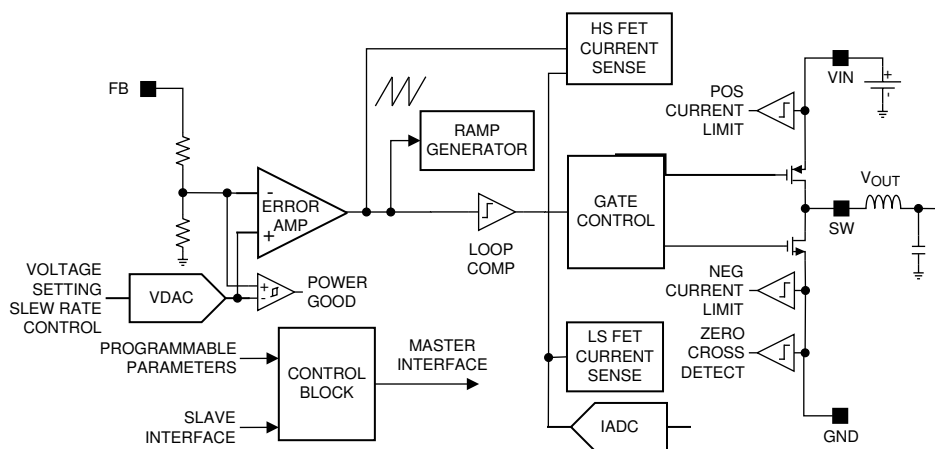 HS FET
CURRENT
SENSE
VIN
+
-
FB
POS
CURRENT
LIMIT
RAMP
GENERATOR
-
ERROR
AMP
+
GATE
CONTROL
VOUT
SW
LOOP
COMP
VOLTAGE
SETTING
SLEW RATE
CONTROL
VDAC
+
-
POWER
GOOD
NEG
CURRENT
LIMIT
PROGRAMMABLE
PARAMETERS
CONTROL
BLOCK
MASTER
INTERFACE
LS FET
CURRENT
SENSE
ZERO
CROSS
DETECT
SLAVE
INTERFACE
IADC
GND